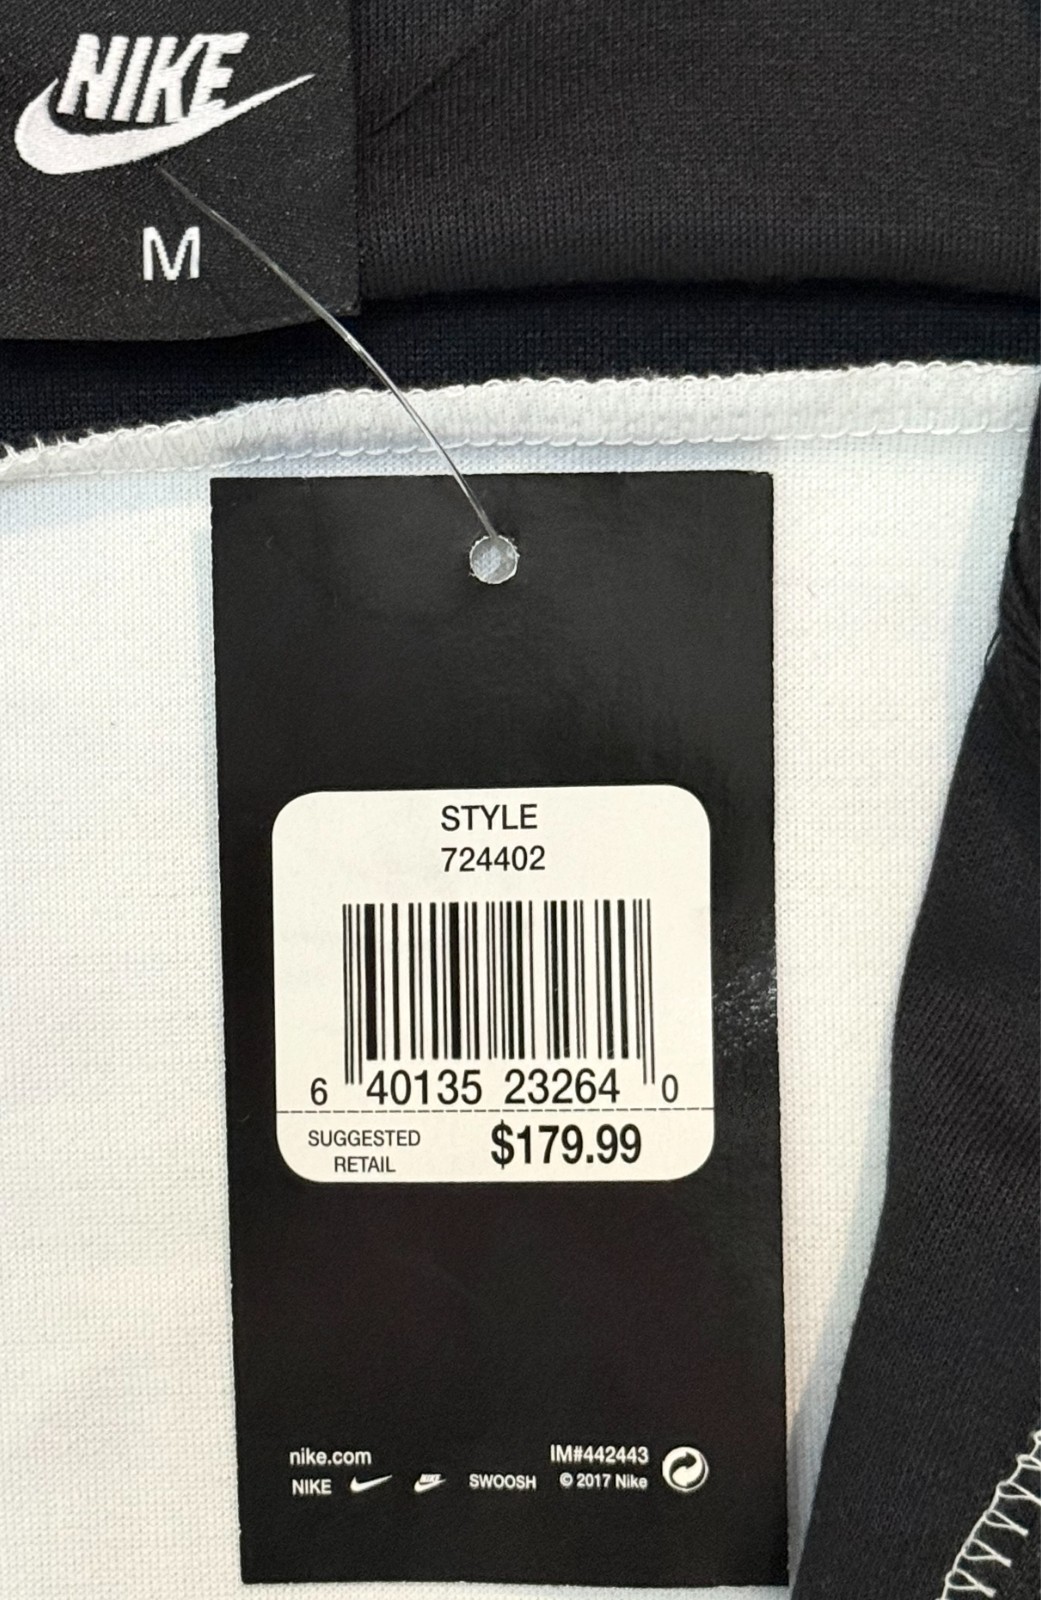 NIKE
M
STYLE
724402
6 40135 23264 0
SUGGESTED
RETAIL
$179.99
nike.com
IM#442443
NIKE NIKE SWOOSH © 2017 Nike